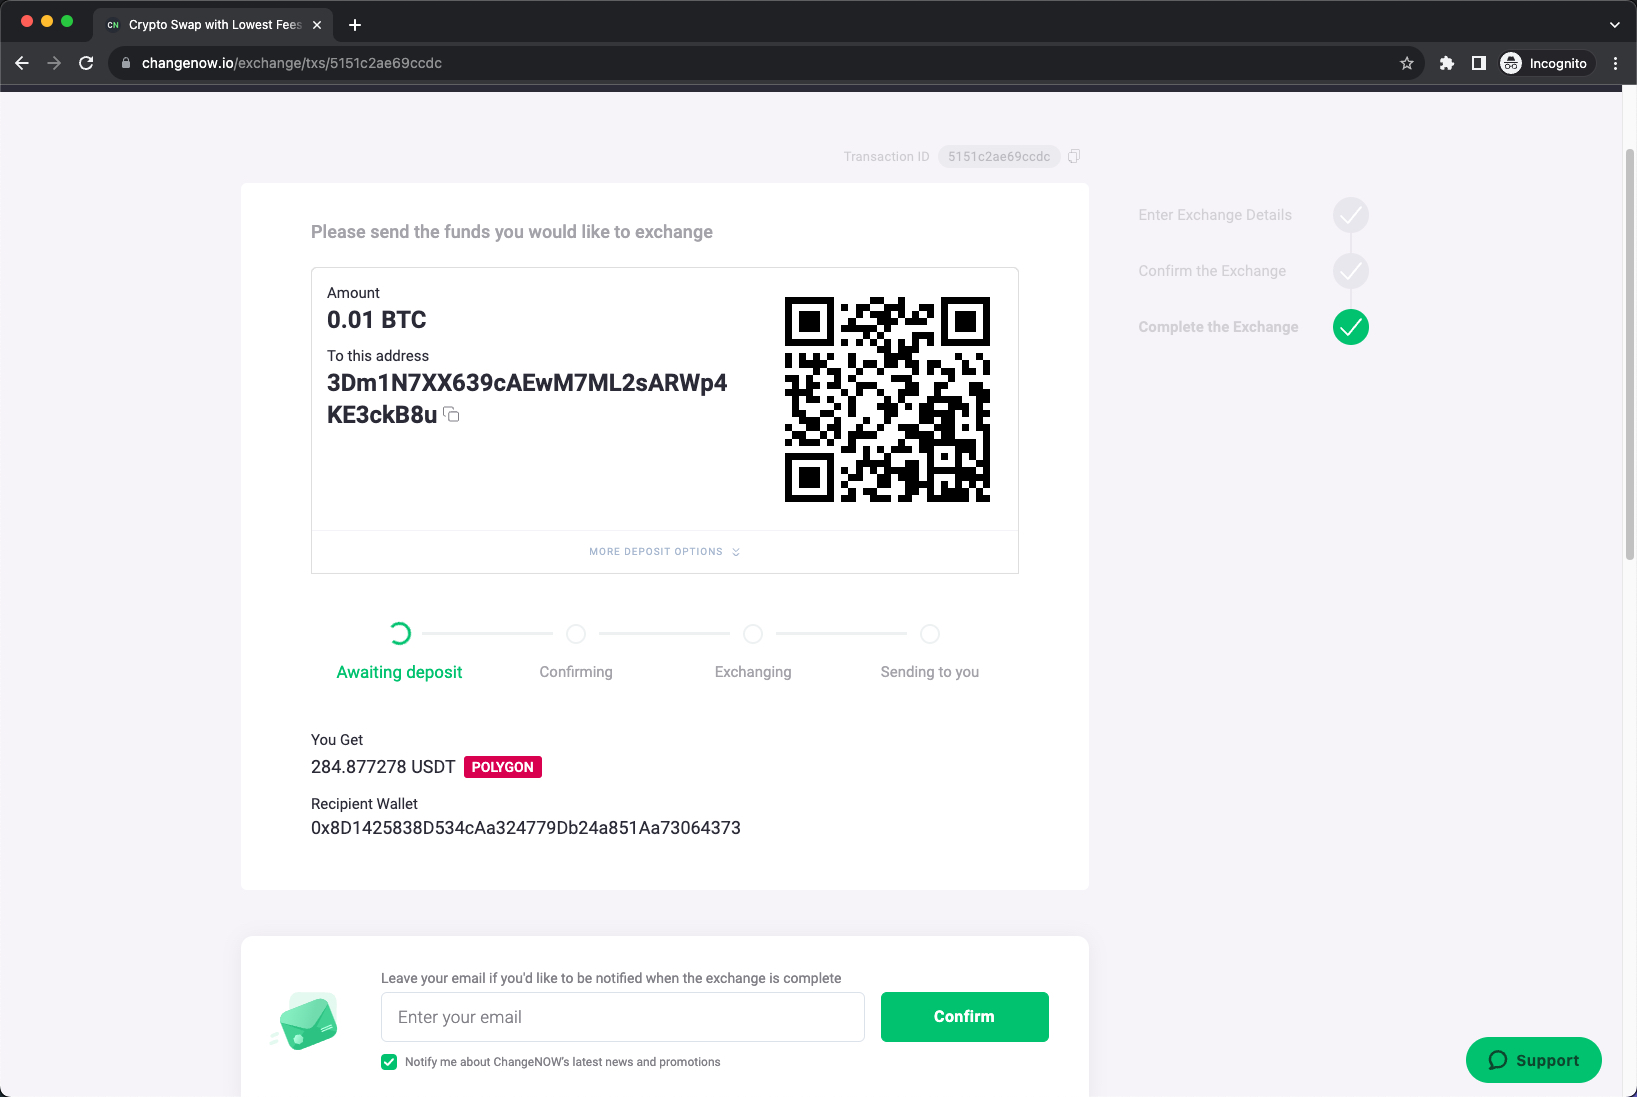 CN Crypto Swap with Lowest Fees
changenow.io/exchange/txs/5151c2ae69ccdc
Incognito
Transaction ID 5151c2ae69ccdc
Please send the funds you would like to exchange
Amount
0.01 BTC
To this address
3Dm1N7XX639cAEwM7ML2sARWp4
KE3ckB8u
MORE DEPOSIT OPTIONS
Enter Exchange Details
Confirm the Exchange
Complete the Exchange
Awaiting deposit
Confirming
Exchanging
Sending to you
You Get
284.877278 USDT POLYGON
Recipient Wallet
0x8D1425838D534cAa324779Db24a851Aa73064373
Leave your email if you'd like to be notified when the exchange is complete
Enter your email
Confirm
Notify me about ChangeNOW's latest news and promotions
Support